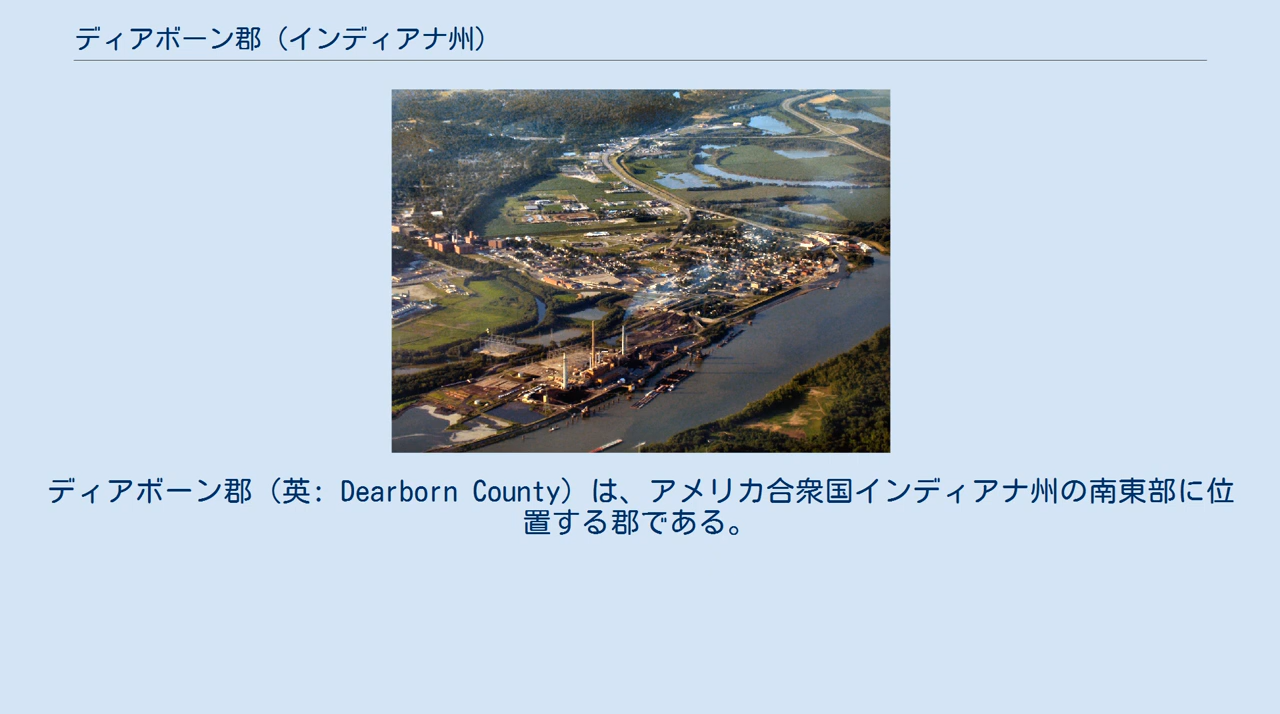 ディアボーン郡（インディアナ州）
ディアボーン郡（英: Dearborn County）は、アメリカ合衆国インディアナ州の南東部に位
置する郡である。